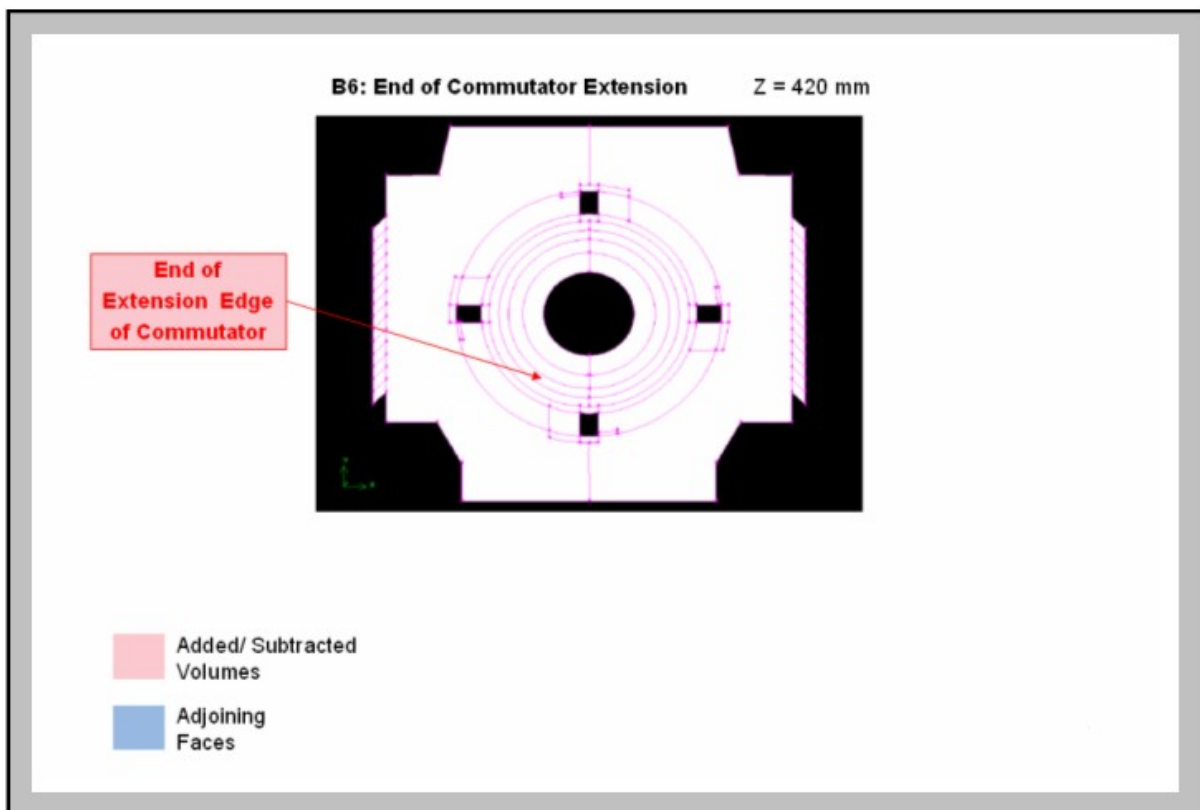 B6: End of Commutator Extension Z = 420 mm
End of
Extension Edge
of Commutator
Added/ Subtracted
Volumes
Adjoining
Faces